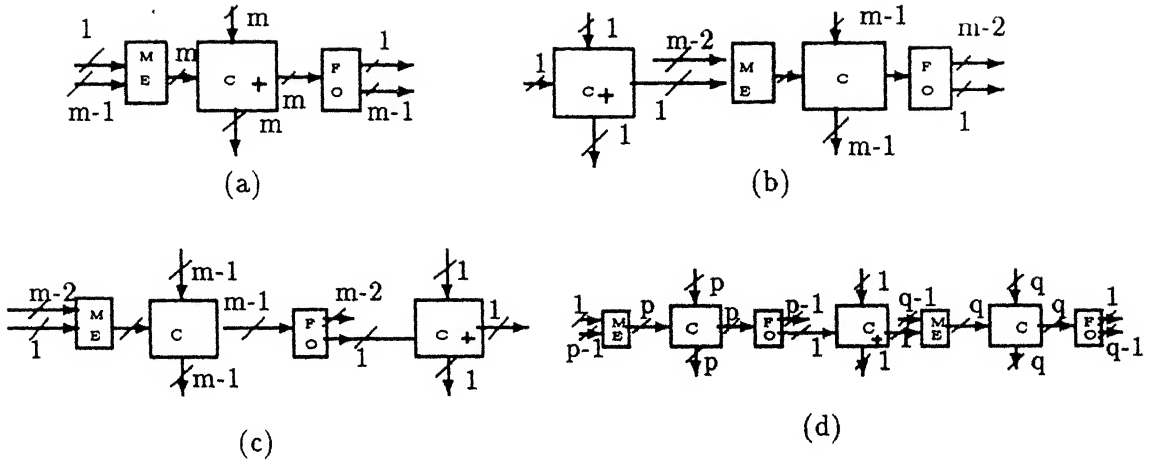 1 m 1
M E m C + F O
m-1 m m m-1
(a)
1 m-2 m-1 m-2
1 C + M E C F O
1 1 m-1 1
(b)
m-1 1
m-2 M E C m-1 F O m-2 C + 1
1 m-1 1 1
(c)
p 1 q-1 q
1 M E p C p F O p-1 C + M E q C q F O 1
p-1 p 1 1 1 q q-1
(d)